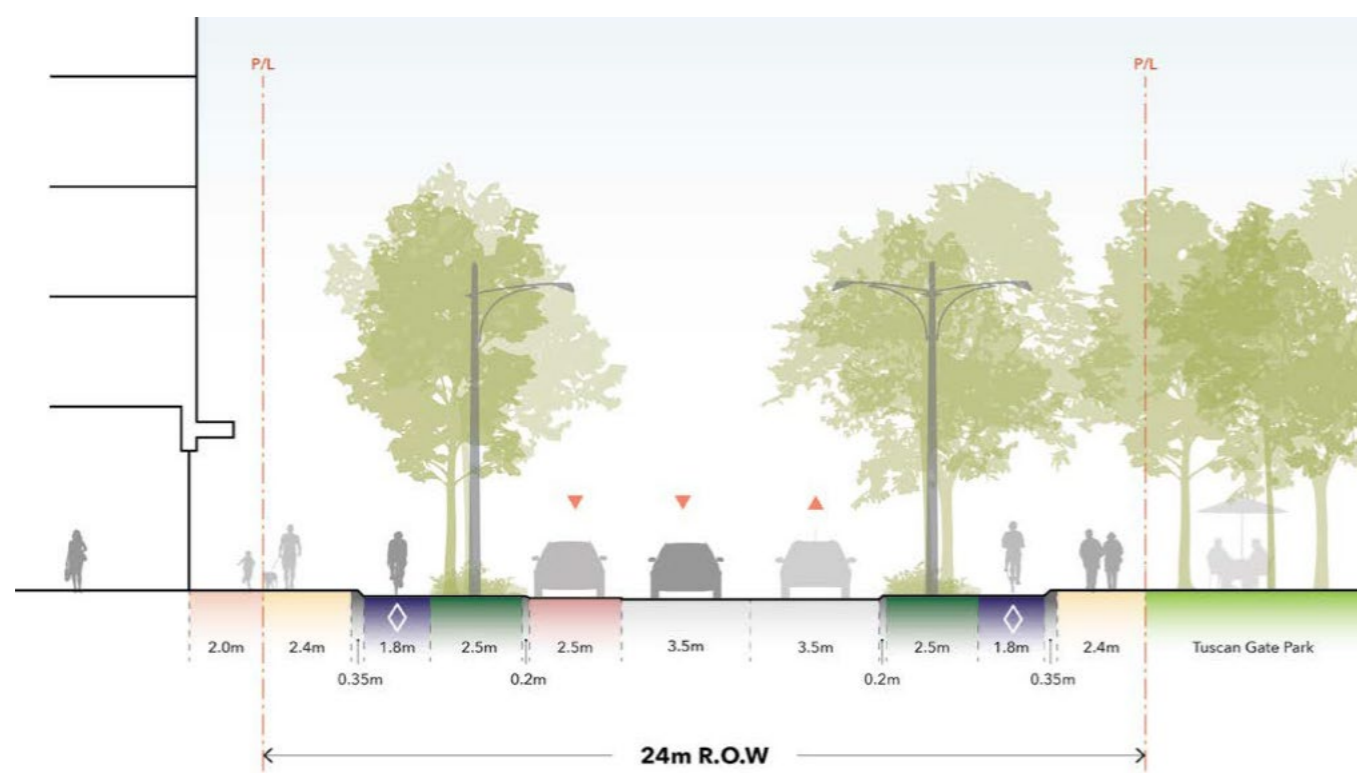 P/L P/L
2.0m 2.4m 1.8m 2.5m 2.5m 3.5m 3.5m 2.5m 1.8m 2.4m Tuscan Gate Park
0.35m 0.2m 0.2m 0.35m
24m R.O.W